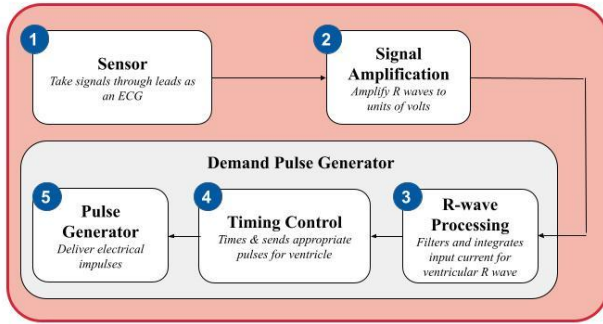 1
Sensor
Take signals through leads as
an ECG
2
Signal
Amplification
Amplify R waves to
units of volts
Demand Pulse Generator
3
R-wave
Processing
Filters and integrates
input current for
ventricular R wave
4
Timing Control
Times & sends appropriate
pulses for ventricle
5
Pulse
Generator
Deliver electrical
impulses